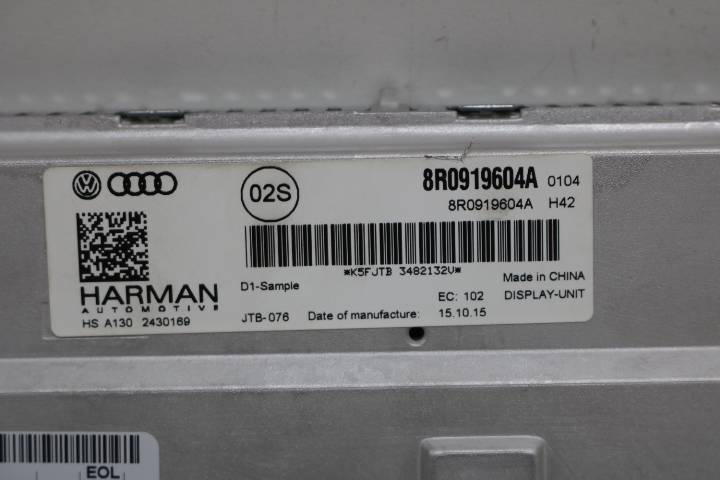 02S
8R0919604A 0104
8R0919604A H42
*K5FJTB 3482132V*
HARMAN
AUTOMOTIVE
HS A130 2430169
D1-Sample
JTB-076
Made in CHINA
EC: 102 DISPLAY-UNIT
Date of manufacture: 15.10.15
EOL